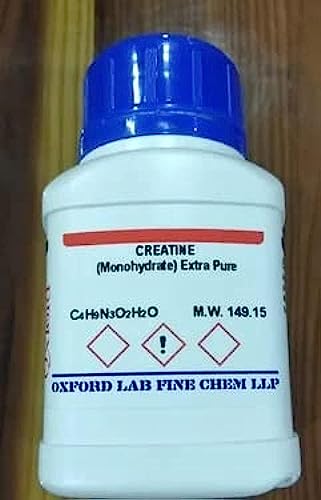 CREATINE
(Monohydrate) Extra Pure
C4H9N3O2H2O M.W. 149.15
!
OXFORD LAB FINE CHEM LLP